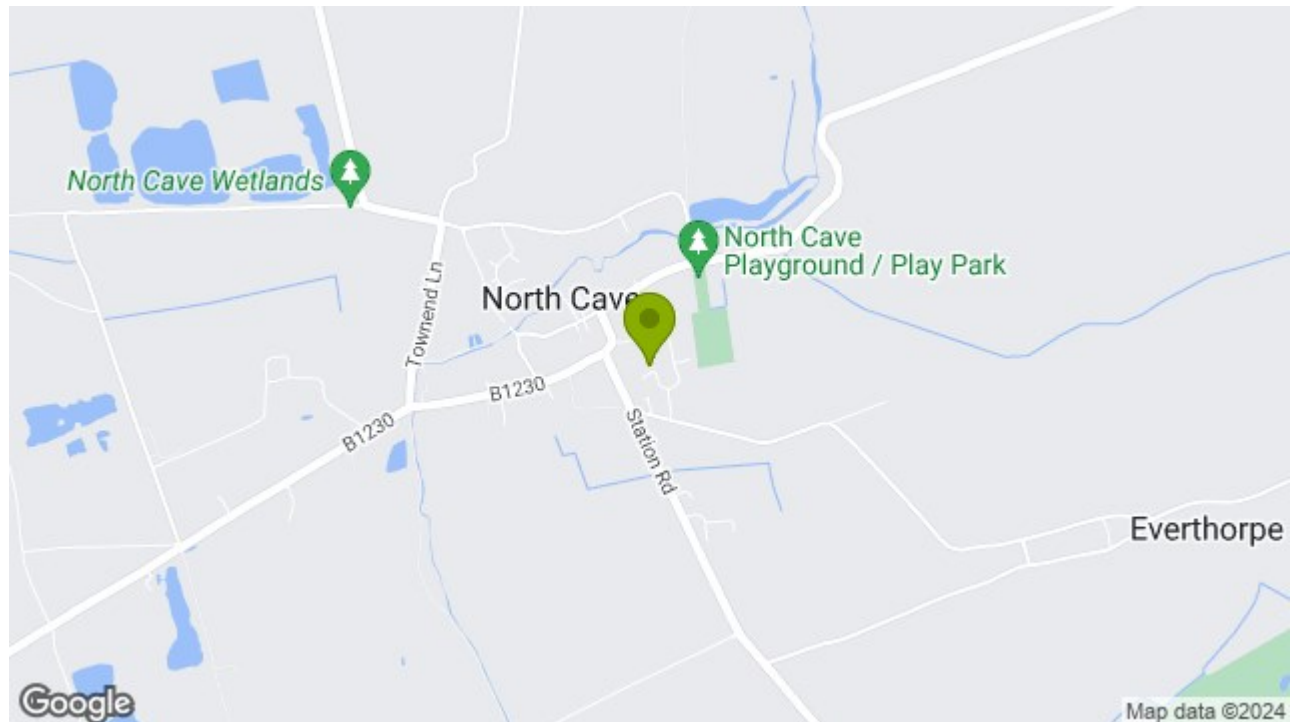 North Cave Wetlands
North Cave
Playground / Play Park
Townend Ln
North Cave
B1230
B1230
Station Rd
Everthorpe
Google
Map data ©2024